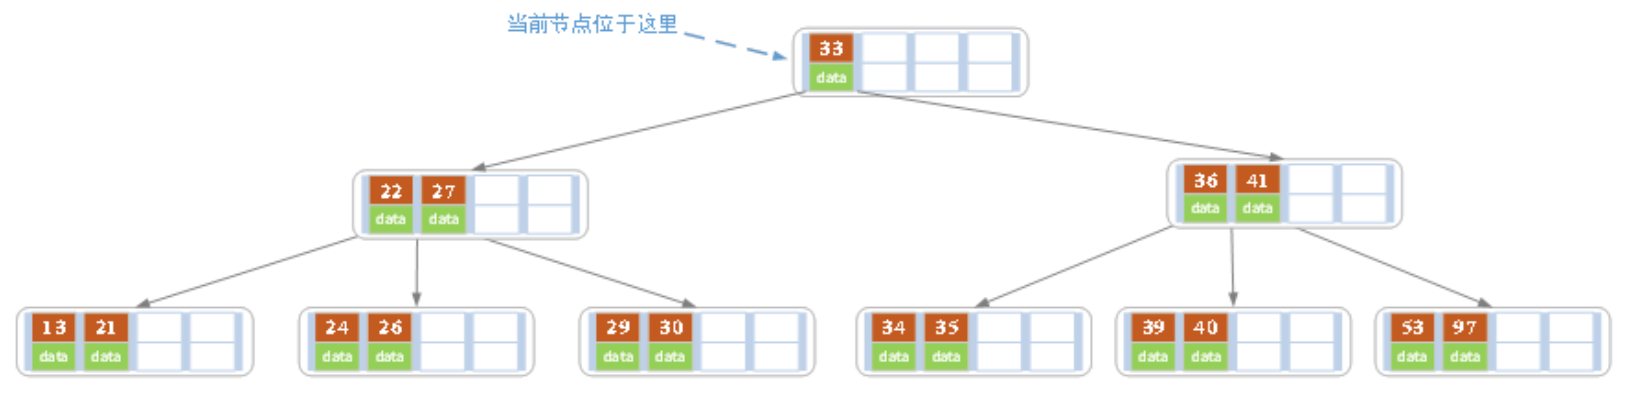 当前节点位于这里
33
data
22 27
data data
36 41
data data
13 21
data data
24 26
data data
29 30
data data
34 35
data data
39 40
data data
53 97
data data